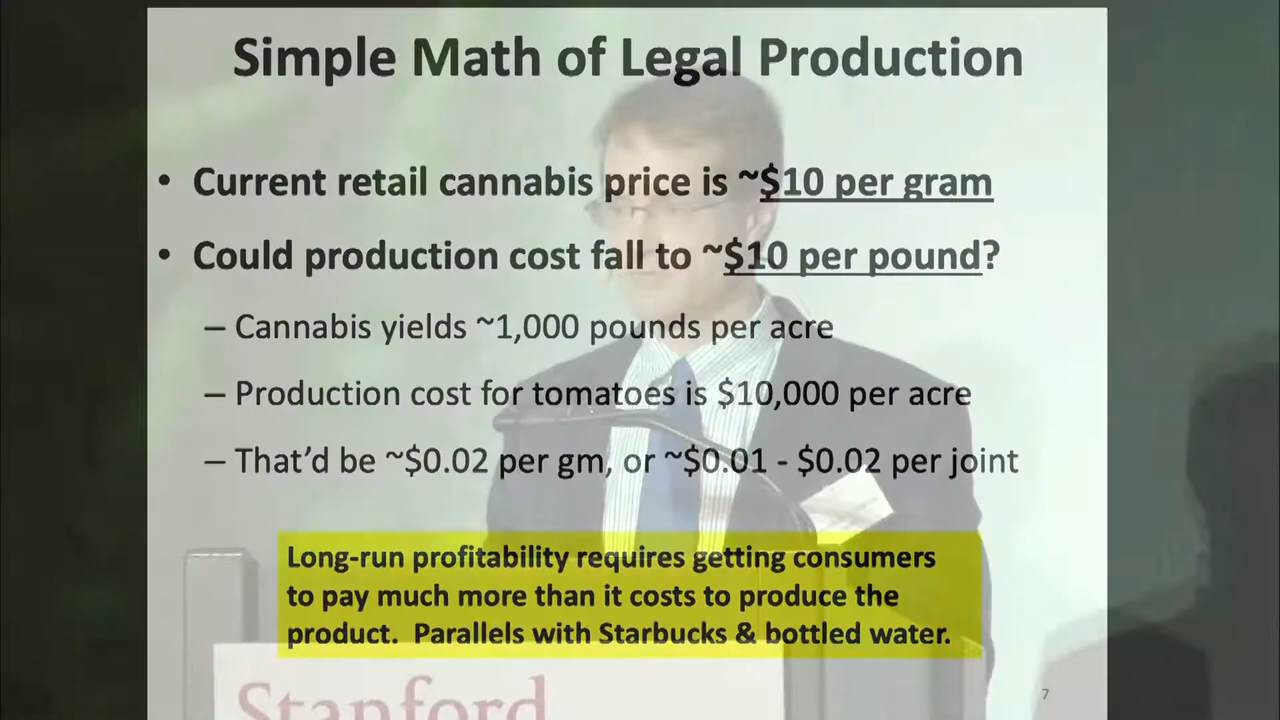 Simple Math of Legal Production
• Current retail cannabis price is ~$10 per gram
• Could production cost fall to ~$10 per pound?
– Cannabis yields ~1,000 pounds per acre
– Production cost for tomatoes is $10,000 per acre
– That’d be ~$0.02 per gm, or ~$0.01 - $0.02 per joint
Long-run profitability requires getting consumers
to pay much more than it costs to produce the
product. Parallels with Starbucks & bottled water.
Stanford
7